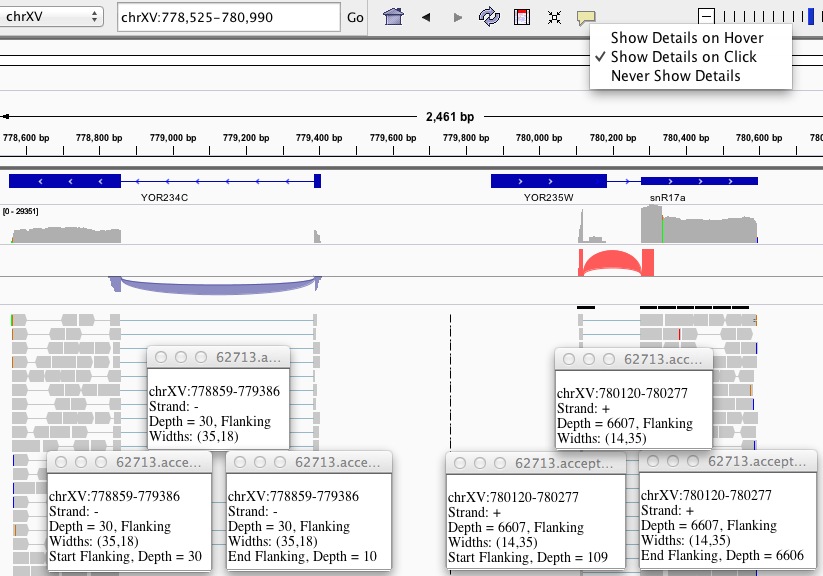 chrXV
chrXV:778,525-780,990
Go
Show Details on Hover
✓ Show Details on Click
Never Show Details
2,461 bp
778,600 bp 778,800 bp 779,000 bp 779,200 bp 779,400 bp 779,600 bp 779,800 bp 780,000 bp 780,200 bp 780,400 bp 780,600 bp 780
YOR234C YOR235W snR17a
[0 - 29351]
62713.a...
chrXV:778859-779386
Strand: -
Depth = 30, Flanking
Widths: (35,18)
62713.acc...
chrXV:780120-780277
Strand: +
Depth = 6607, Flanking
Widths: (14,35)
62713.acce...
chrXV:778859-779386
Strand: -
Depth = 30, Flanking
Widths: (35,18)
Start Flanking, Depth = 30
62713.acce...
chrXV:778859-779386
Strand: -
Depth = 30, Flanking
Widths: (35,18)
End Flanking, Depth = 10
62713.accept...
chrXV:780120-780277
Strand: +
Depth = 6607, Flanking
Widths: (14,35)
Start Flanking, Depth = 109
62713.accept...
chrXV:780120-780277
Strand: +
Depth = 6607, Flanking
Widths: (14,35)
End Flanking, Depth = 6606